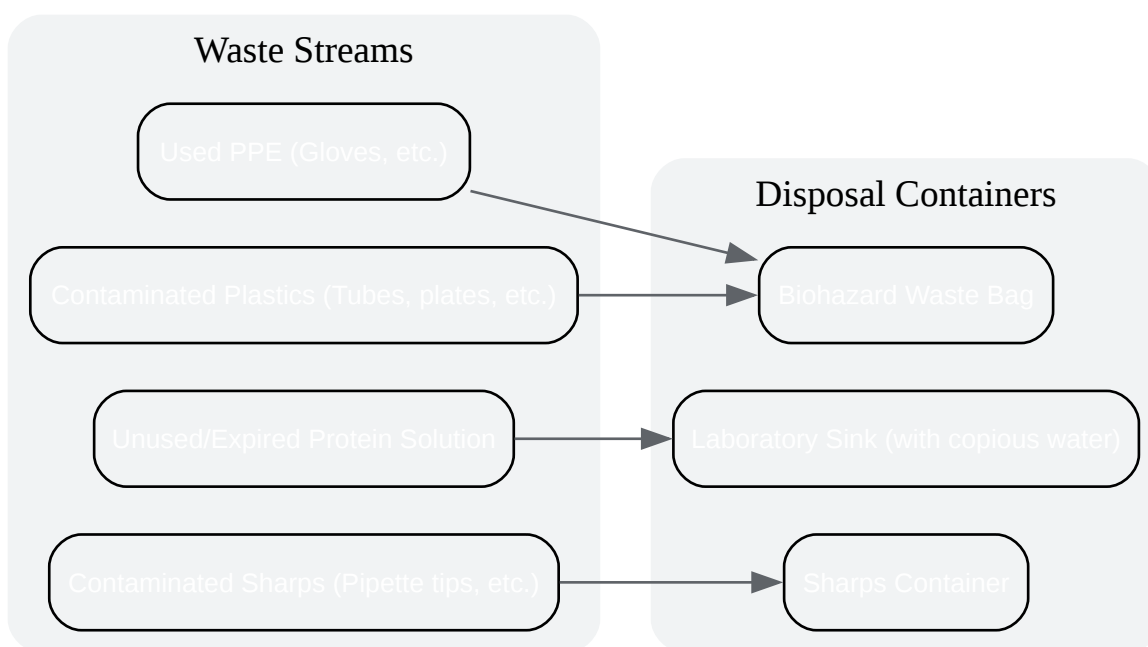 Waste Streams
Used PPE (Gloves, etc.)
Contaminated Plastics (Tubes, plates, etc.)
Unused/Expired Protein Solution
Contaminated Sharps (Pipette tips, etc.)
Disposal Containers
Biohazard Waste Bag
Laboratory Sink (with copious water)
Sharps Container